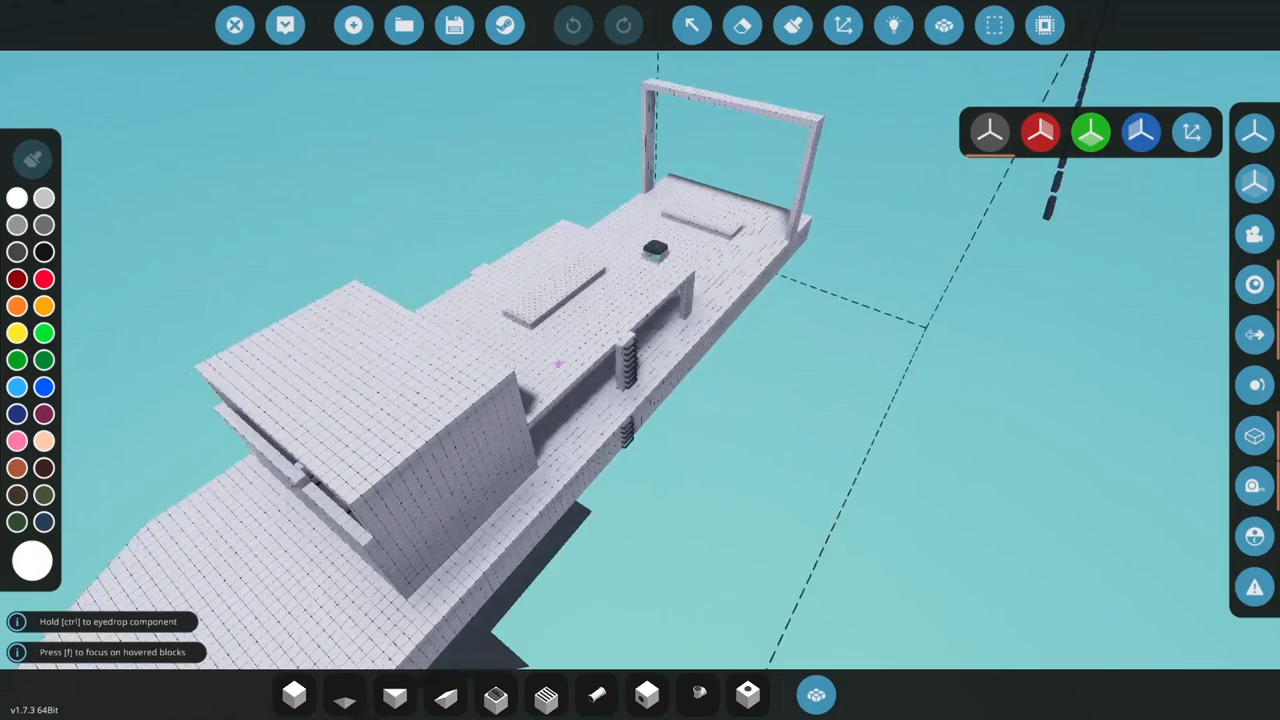 Hold [ctrl] to eyedrop component
Press [f] to focus on hovered blocks
v1.7.3 64Bit